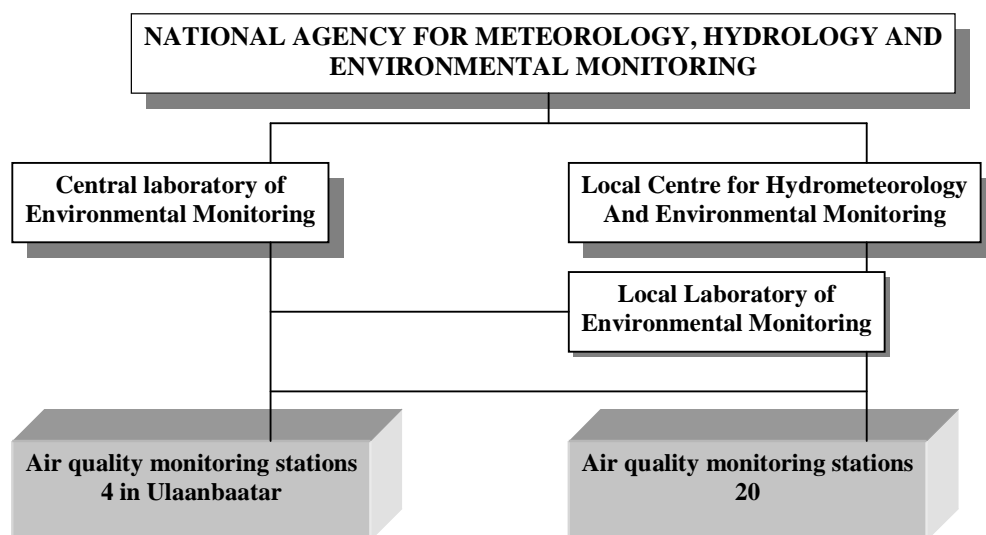 NATIONAL AGENCY FOR METEOROLOGY, HYDROLOGY AND
ENVIRONMENTAL MONITORING
Central laboratory of
Environmental Monitoring
Local Centre for Hydrometeorology
And Environmental Monitoring
Local Laboratory of
Environmental Monitoring
Air quality monitoring stations
4 in Ulaanbaatar
Air quality monitoring stations
20